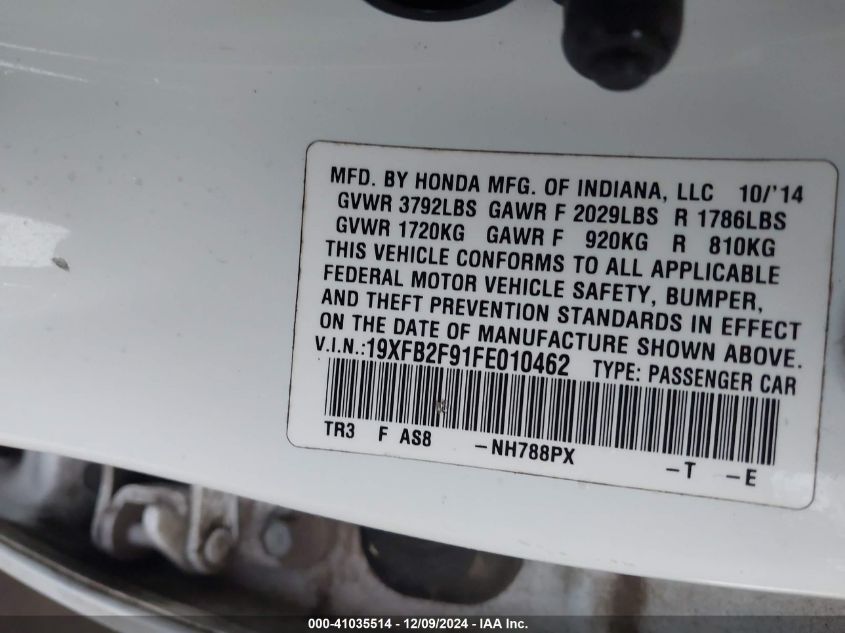 MFD. BY HONDA MFG. OF INDIANA, LLC 10/'14
GVWR 3792LBS GAWR F 2029LBS R 1786LBS
GVWR 1720KG GAWR F 920KG R 810KG
THIS VEHICLE CONFORMS TO ALL APPLICABLE
FEDERAL MOTOR VEHICLE SAFETY, BUMPER,
AND THEFT PREVENTION STANDARDS IN EFFECT
ON THE DATE OF MANUFACTURE SHOWN ABOVE.
V.I.N.:19XFB2F91FE010462 TYPE: PASSENGER CAR
TR3 F AS8 -NH788PX -T -E
000-41035514 - 12/09/2024 - IAA Inc.